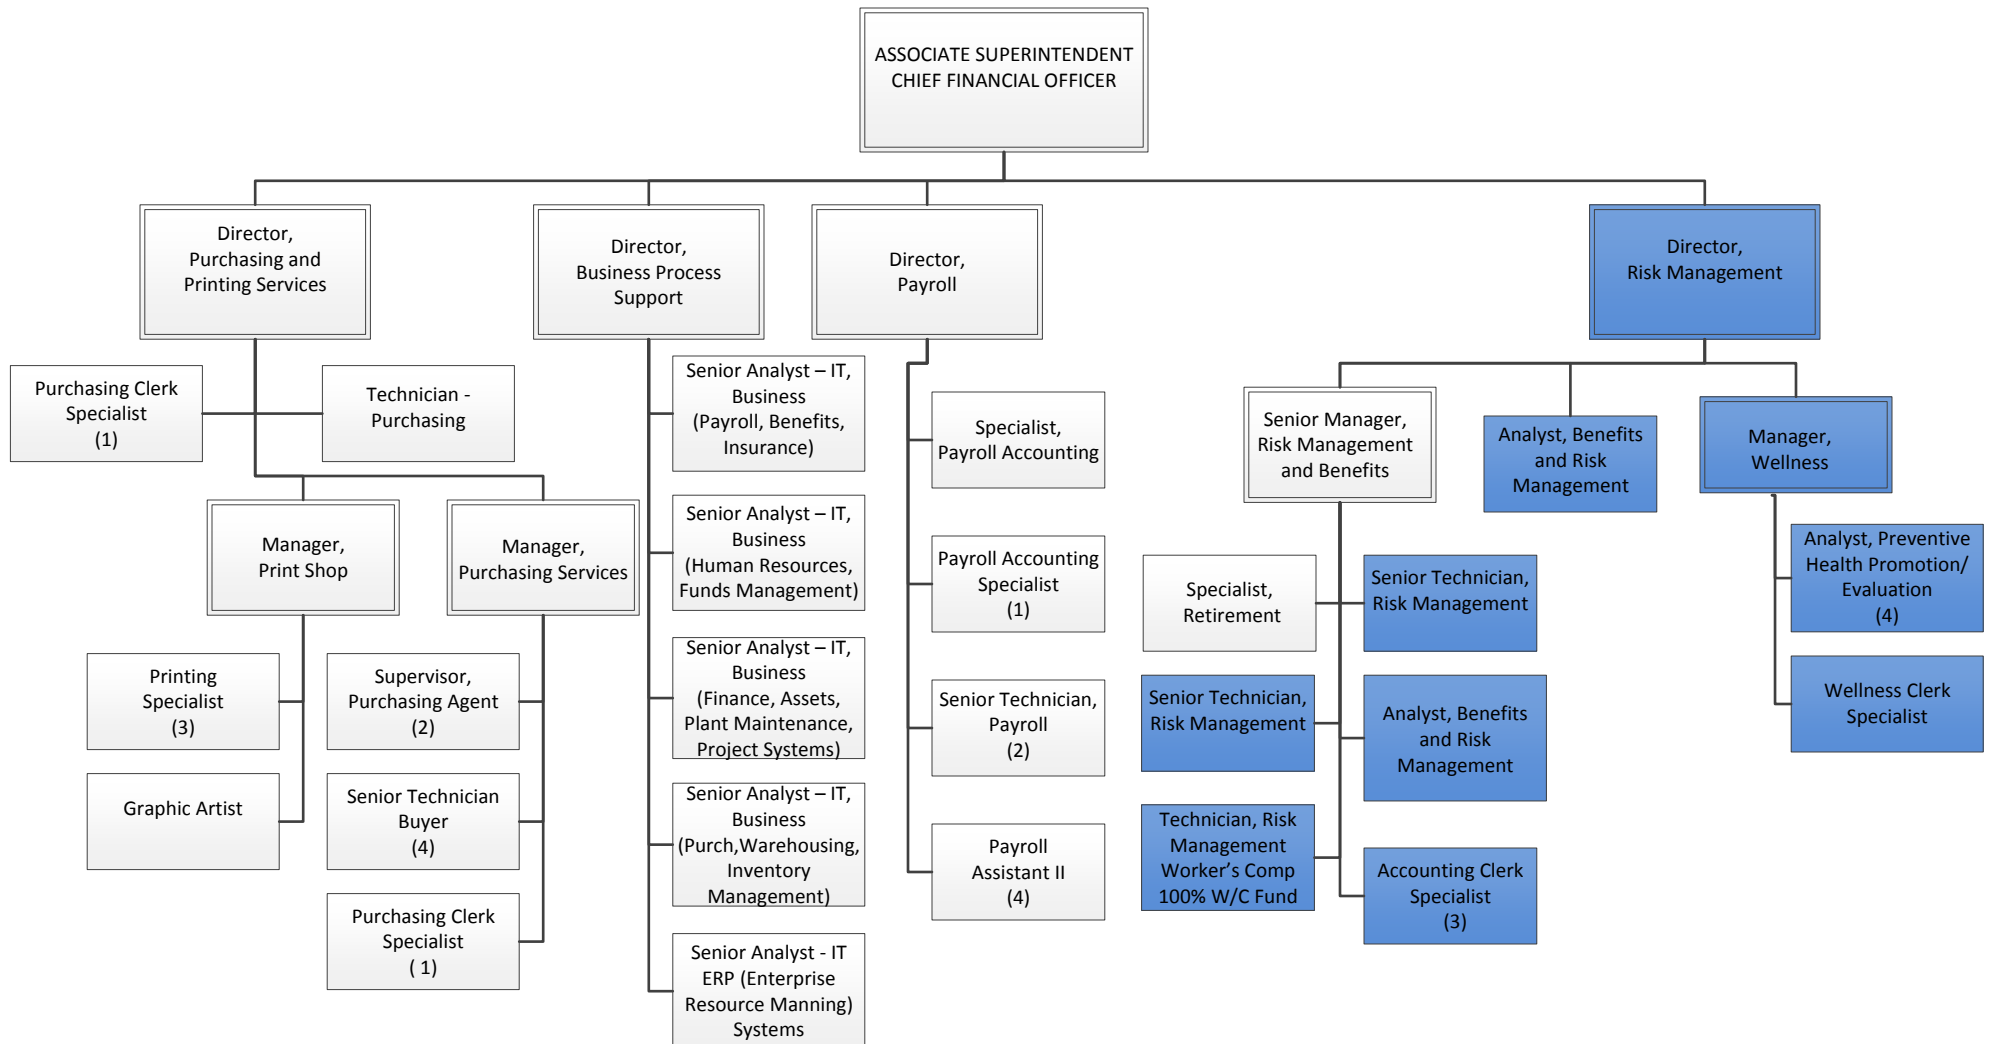 ASSOCIATE SUPERINTENDENT
CHIEF FINANCIAL OFFICER
Director,
Purchasing and
Printing Services
Director,
Business Process
Support
Director,
Payroll
Director,
Risk Management
Purchasing Clerk
Specialist
(1)
Technician -
Purchasing
Manager,
Print Shop
Manager,
Purchasing Services
Printing
Specialist
(3)
Graphic Artist
Supervisor,
Purchasing Agent
(2)
Senior Technician
Buyer
(4)
Purchasing Clerk
Specialist
( 1)
Senior Analyst – IT,
Business
(Payroll, Benefits,
Insurance)
Senior Analyst – IT,
Business
(Human Resources,
Funds Management)
Senior Analyst – IT,
Business
(Finance, Assets,
Plant Maintenance,
Project Systems)
Senior Analyst – IT,
Business
(Purch,Warehousing,
Inventory
Management)
Senior Analyst - IT
ERP (Enterprise
Resource Manning)
Systems
Specialist,
Payroll Accounting
Payroll Accounting
Specialist
(1)
Senior Technician,
Payroll
(2)
Payroll
Assistant II
(4)
Senior Manager,
Risk Management
and Benefits
Analyst, Benefits
and Risk
Management
Manager,
Wellness
Specialist,
Retirement
Senior Technician,
Risk Management
Senior Technician,
Risk Management
Analyst, Benefits
and Risk
Management
Technician, Risk
Management
Worker’s Comp
100% W/C Fund
Accounting Clerk
Specialist
(3)
Analyst, Preventive
Health Promotion/
Evaluation
(4)
Wellness Clerk
Specialist